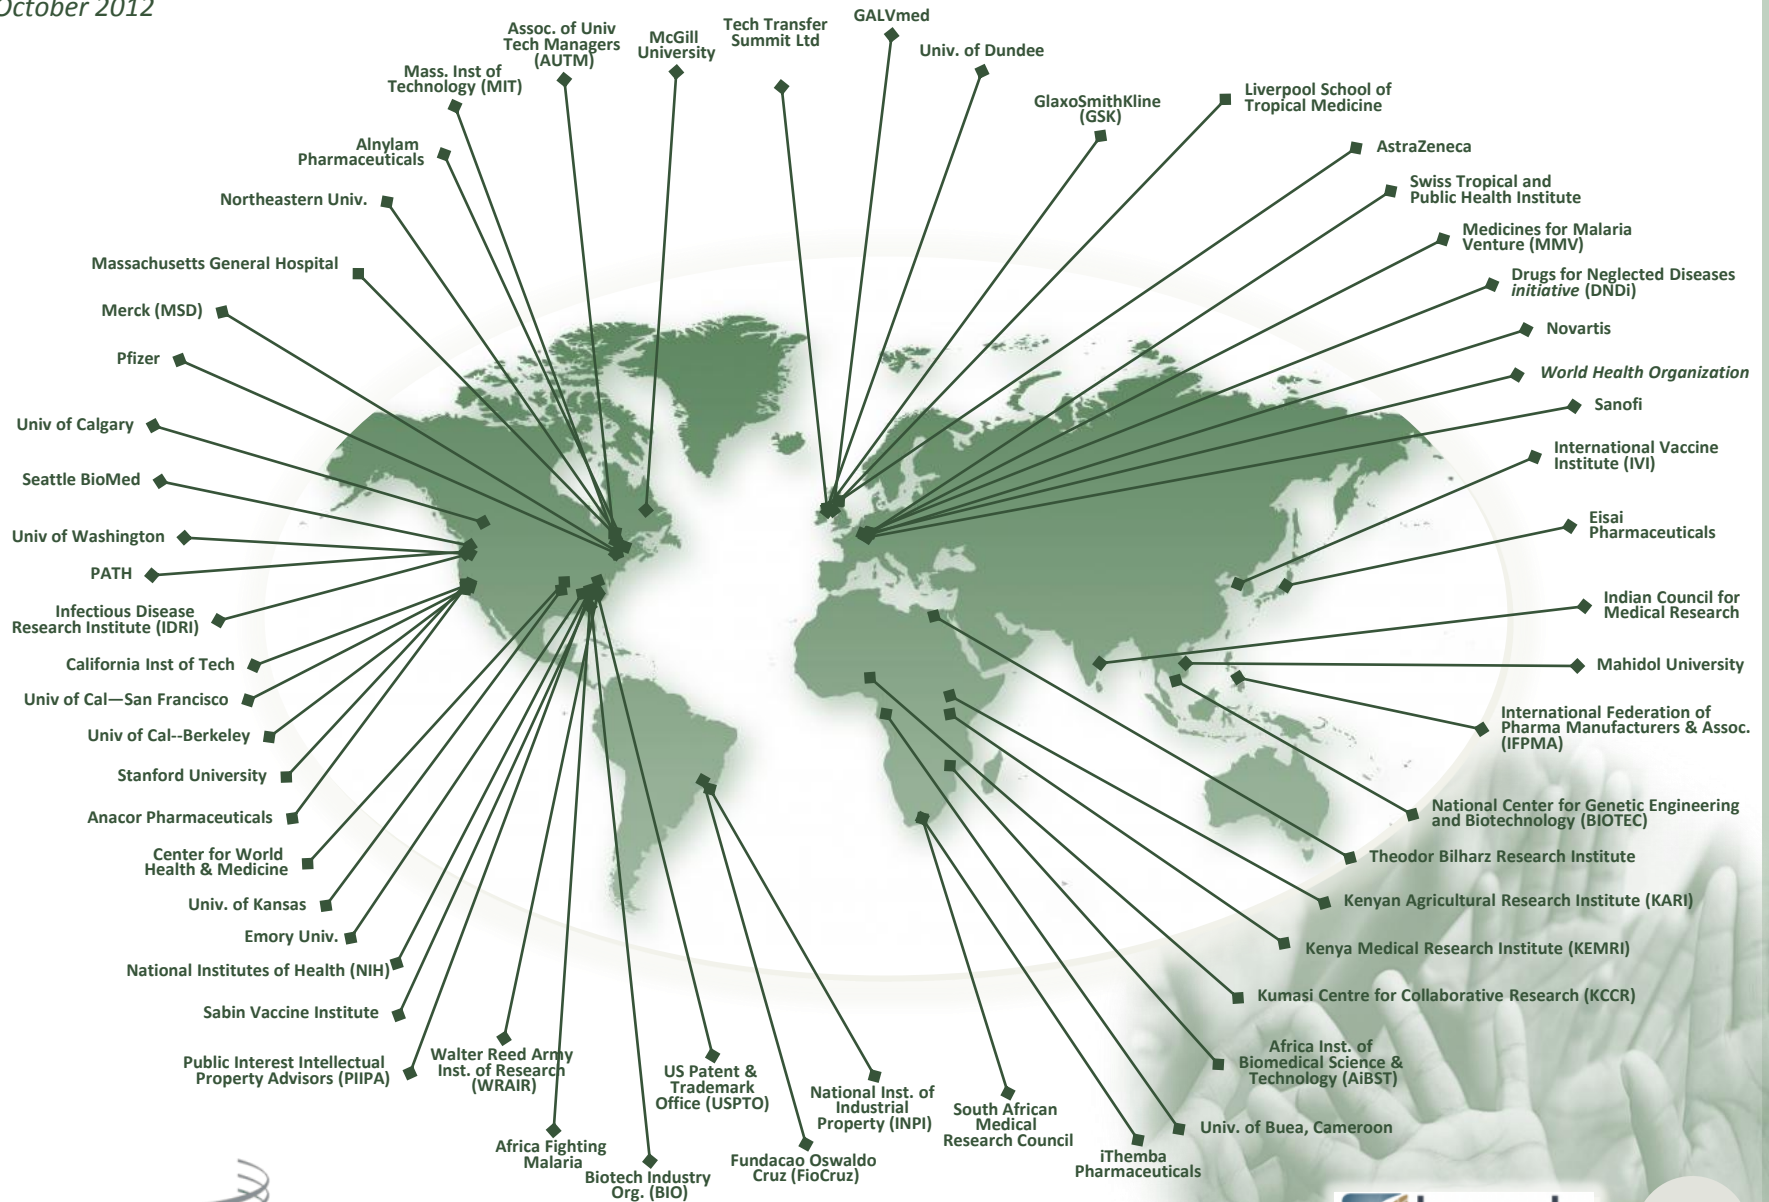 October 2012
GALVmed
Assoc. of Univ
Tech Managers
(AUTM)
McGill
University
Tech Transfer
Summit Ltd
Univ. of Dundee
Mass. Inst of
Technology (MIT)
GlaxoSmithKline
(GSK)
Liverpool School of
Tropical Medicine
Alnylam
Pharmaceuticals
AstraZeneca
Northeastern Univ.
Swiss Tropical and
Public Health Institute
Medicines for Malaria
Venture (MMV)
Massachusetts General Hospital
Drugs for Neglected Diseases
initiative (DNDi)
Merck (MSD)
Novartis
Pfizer
World Health Organization
Sanofi
Univ of Calgary
International Vaccine
Institute (IVI)
Seattle BioMed
Eisai
Pharmaceuticals
Univ of Washington
PATH
Indian Council for
Medical Research
Infectious Disease
Research Institute (IDRI)
California Inst of Tech
Mahidol University
Univ of Cal—San Francisco
International Federation of
Pharma Manufacturers & Assoc.
(IFPMA)
Univ of Cal--Berkeley
Stanford University
Anacor Pharmaceuticals
National Center for Genetic Engineering
and Biotechnology (BIOTEC)
Center for World
Health & Medicine
Theodor Bilharz Research Institute
Univ. of Kansas
Kenyan Agricultural Research Institute (KARI)
Emory Univ.
Kenya Medical Research Institute (KEMRI)
National Institutes of Health (NIH)
Kumasi Centre for Collaborative Research (KCCR)
Sabin Vaccine Institute
Public Interest Intellectual
Property Advisors (PIIPA)
Walter Reed Army
Inst. of Research
(WRAIR)
US Patent &
Trademark
Office (USPTO)
National Inst. of
Industrial
Property (INPI)
South African
Medical
Research Council
Africa Inst. of
Biomedical Science &
Technology (AiBST)
Univ. of Buea, Cameroon
Africa Fighting
Malaria
Biotech Industry
Org. (BIO)
Fundacao Oswaldo
Cruz (FioCruz)
iThemba
Pharmaceuticals